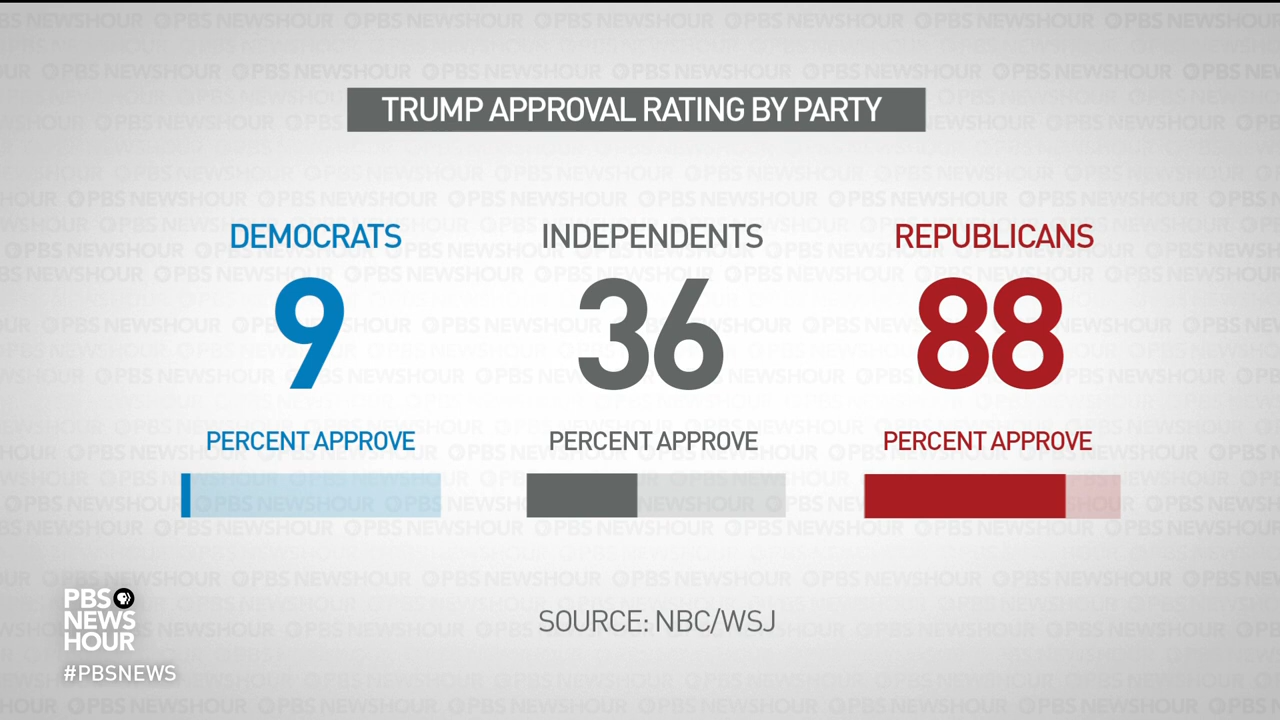 TRUMP APPROVAL RATING BY PARTY
DEMOCRATS
9
PERCENT APPROVE
INDEPENDENTS
36
PERCENT APPROVE
REPUBLICANS
88
PERCENT APPROVE
SOURCE: NBC/WSJ
PBS
NEWS
HOUR
#PBSNEWS